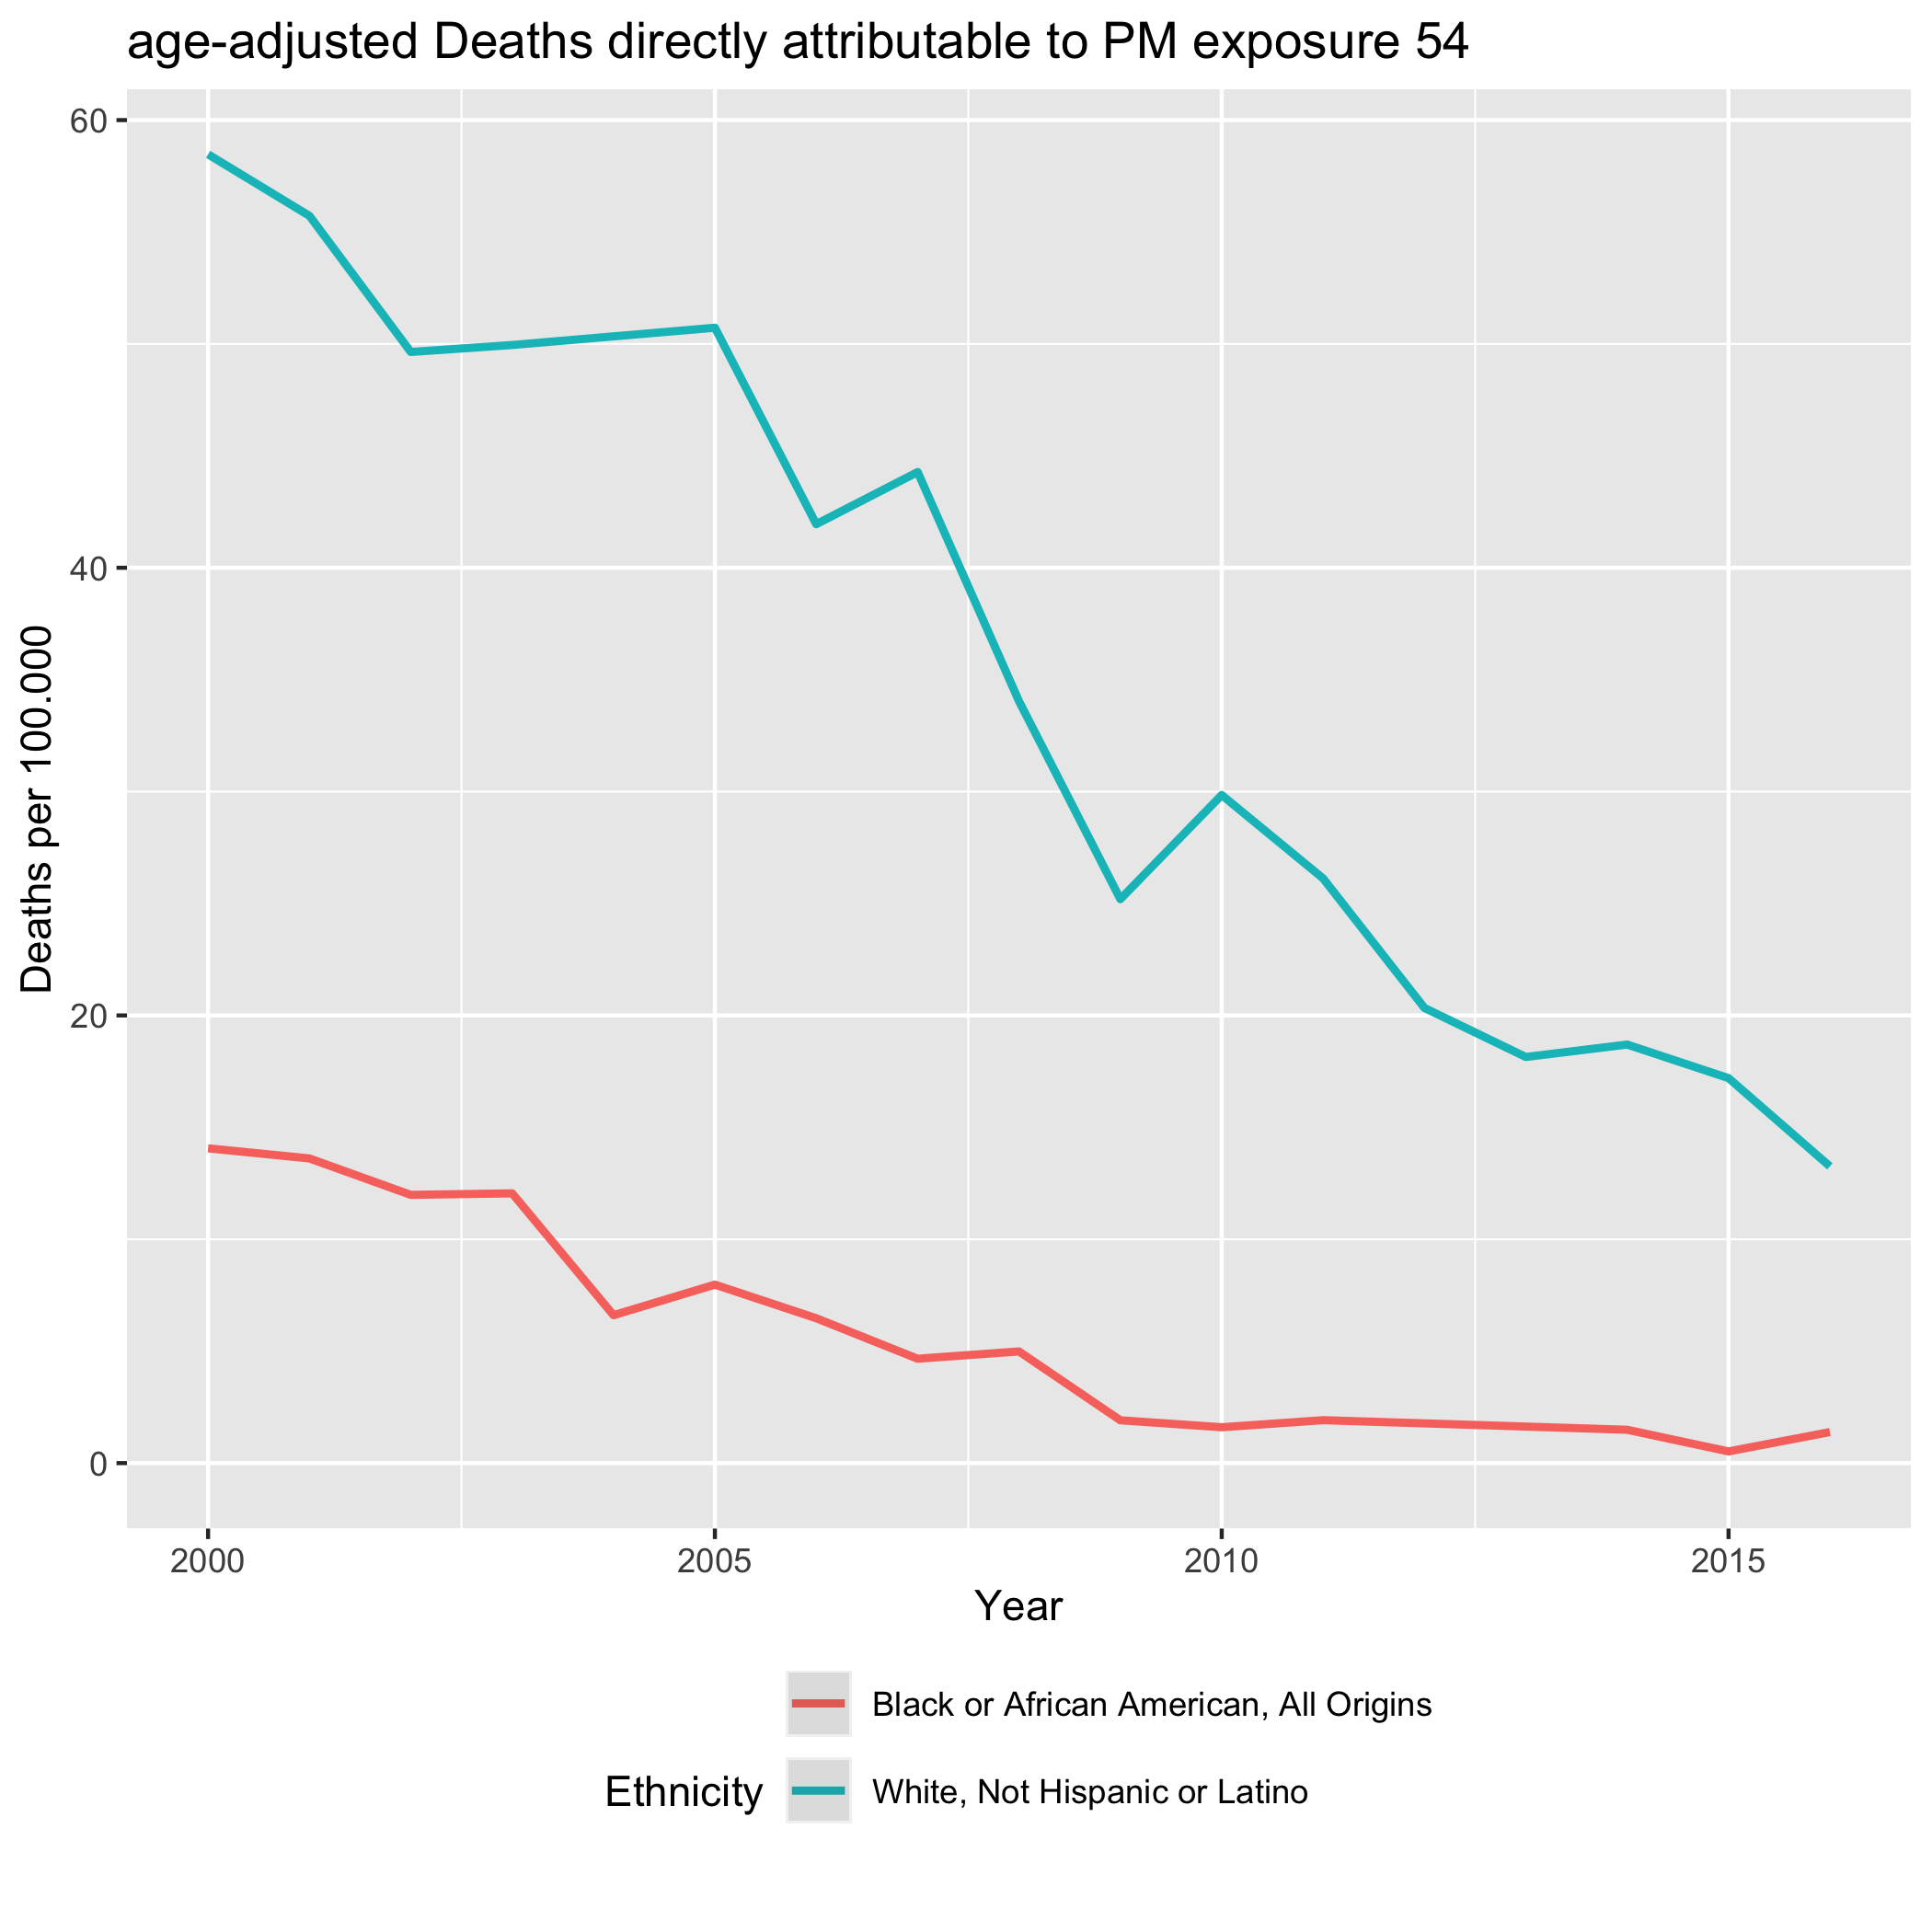 age-adjusted Deaths directly attributable to PM exposure 54
60
40
20
0
Deaths per 100.000
2000 2005 2010 2015
Year
Ethnicity
Black or African American, All Origins
White, Not Hispanic or Latino